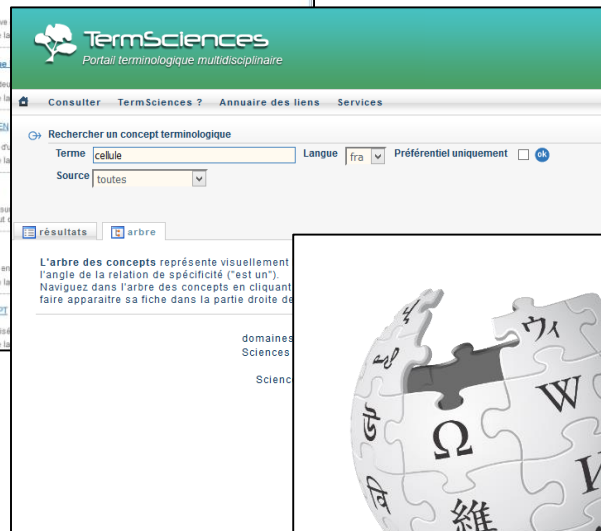 TermSciences
Portail terminologique multidisciplinaire
Consulter TermSciences ? Annuaire des liens Services
Rechercher un concept terminologique
Terme cellule Langue fra Préférentiel uniquement ok
Source toutes
résultats arbre
L'arbre des concepts représente visuellement
l'angle de la relation de spécificité ("est un").
Naviguez dans l'arbre des concepts en cliquant
faire apparaitre sa fiche dans la partie droite de
domaines
Sciences
Scienc
ウィ
W
Ω
И
維